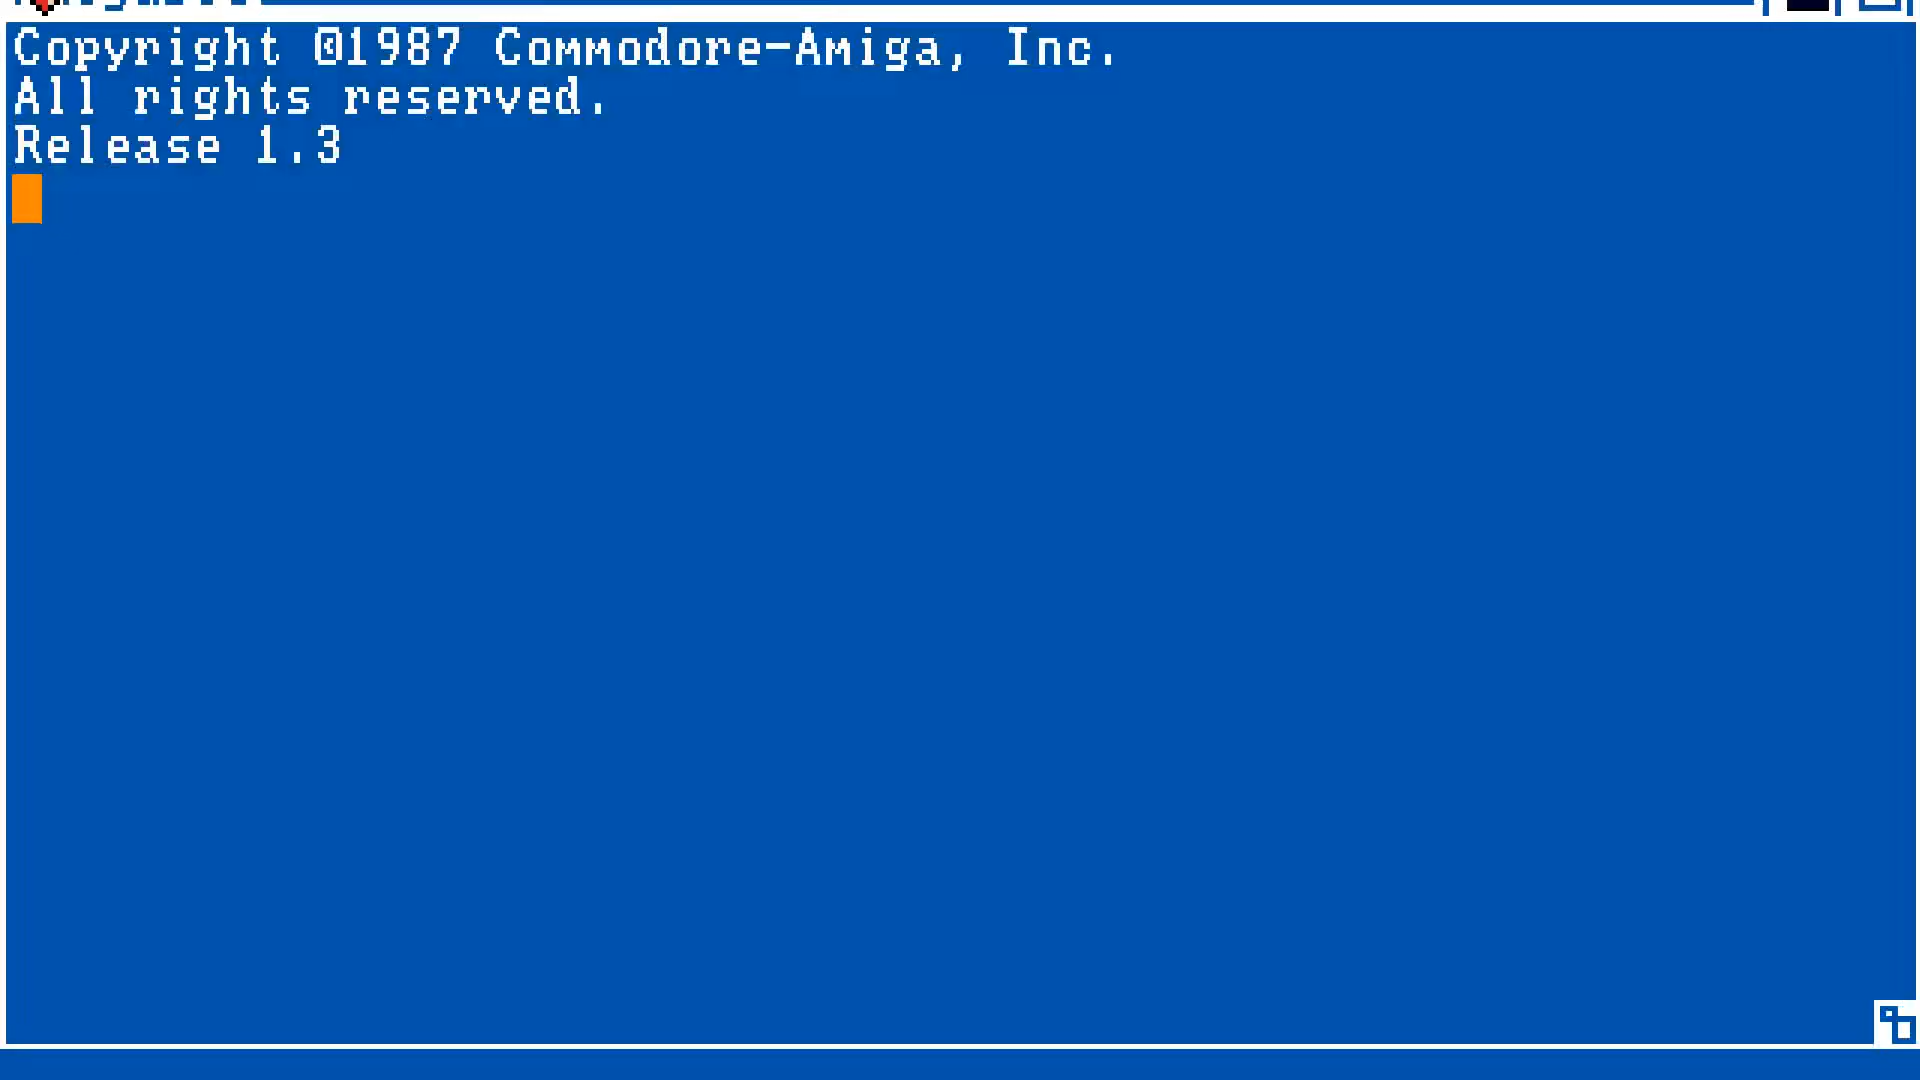 Copyright ©1987 Commodore-Amiga, Inc.
All rights reserved.
Release 1.3